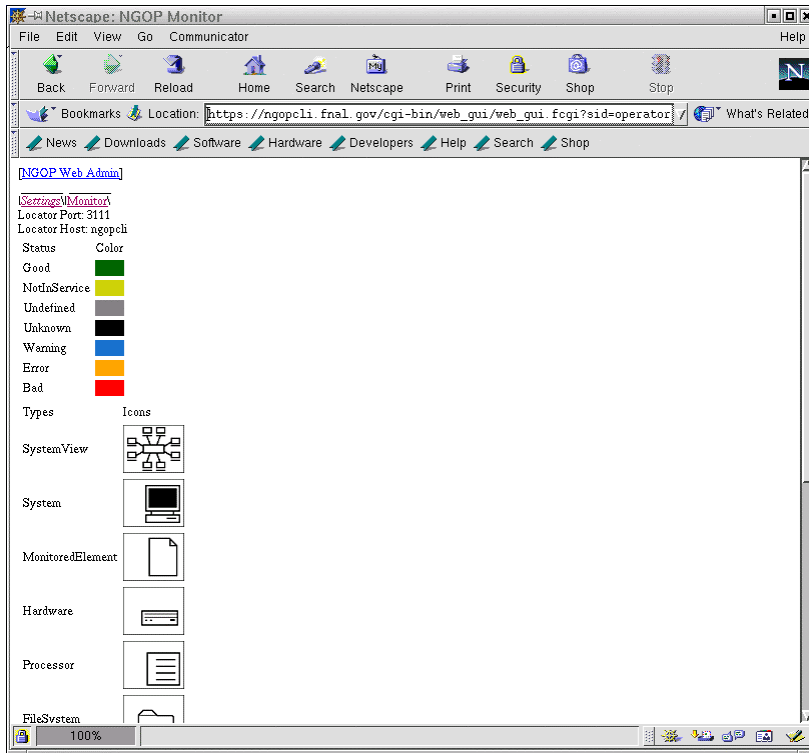 Netscape: NGOP Monitor
File Edit View Go Communicator Help
Back Forward Reload Home Search Netscape Print Security Shop Stop
My
N
Bookmarks Location: https://ngopcli.fnal.gov/cgi-bin/web_gui/web_gui.fcgi?sid=operator What's Related
News Downloads Software Hardware Developers Help Search Shop
[NGOP Web Admin]
\Settings\|Monitor\
Locator Port: 3111
Locator Host: ngopcli
Status Color
Good
NotInService
Undefined
Unknown
Warning
Error
Bad
Types Icons
SystemView
System
MonitoredElement
Hardware
Processor
FileSystem
100%